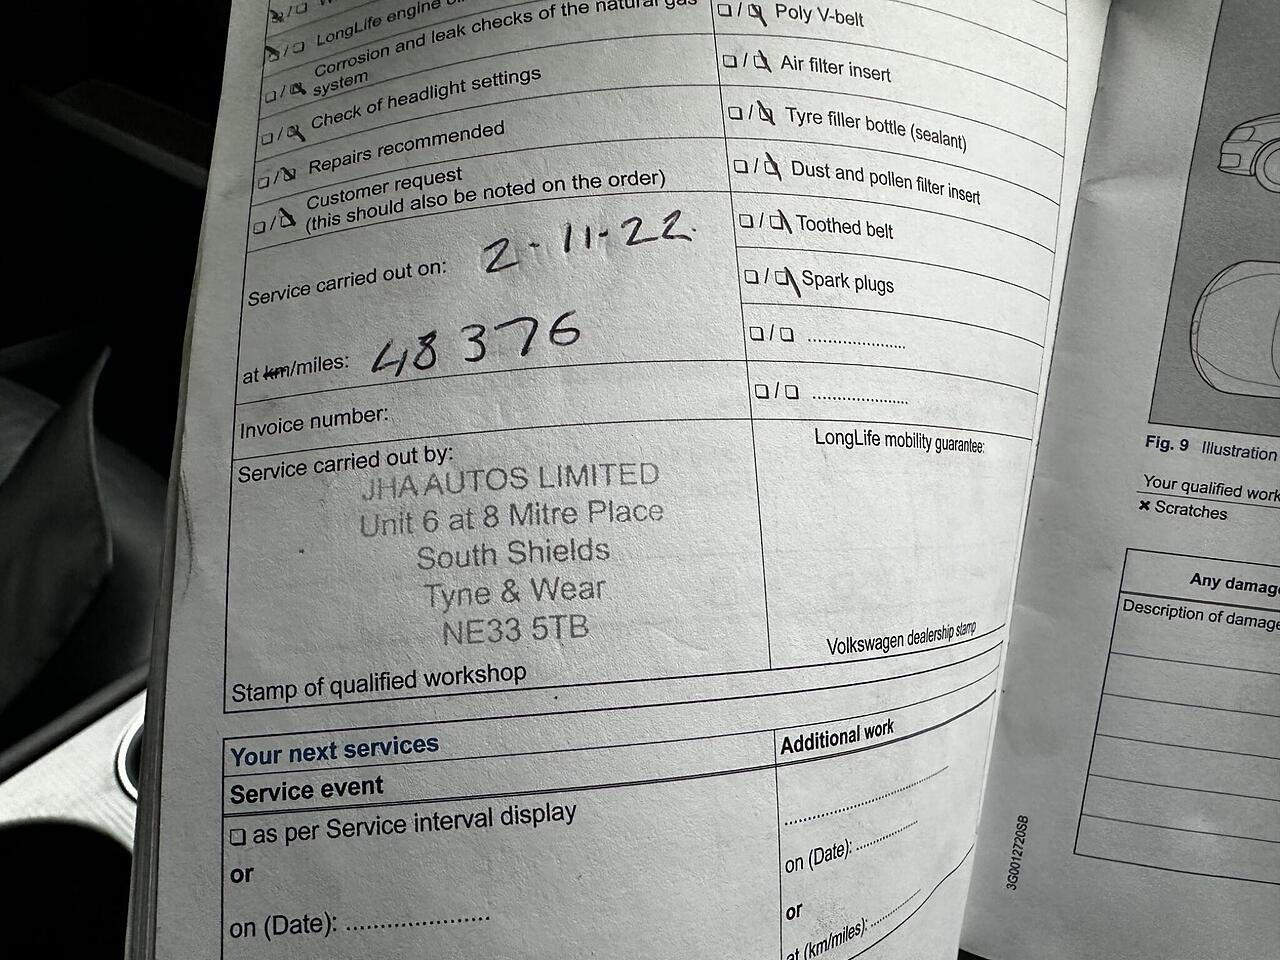 LongLife engine
Corrosion and leak checks of the natural gas
system
Check of headlight settings
Repairs recommended
Customer request
(this should also be noted on the order)
Service carried out on: 2-11-22.
at km/miles: 48376
Invoice number:
Service carried out by:
JHA AUTOS LIMITED
Unit 6 at 8 Mitre Place
South Shields
Tyne & Wear
NE33 5TB
Stamp of qualified workshop
Poly V-belt
Air filter insert
Tyre filler bottle (sealant)
Dust and pollen filter insert
Toothed belt
Spark plugs
....................
....................
LongLife mobility guarantee:
Volkswagen dealership stamp
Your next services
Service event
as per Service interval display
or
on (Date): ....................
Additional work
....................
on (Date): ....................
or
at (km/miles): ....................
3G0012720SB
Fig. 9 Illustration
Your qualified work
× Scratches
Any damag
Description of damage